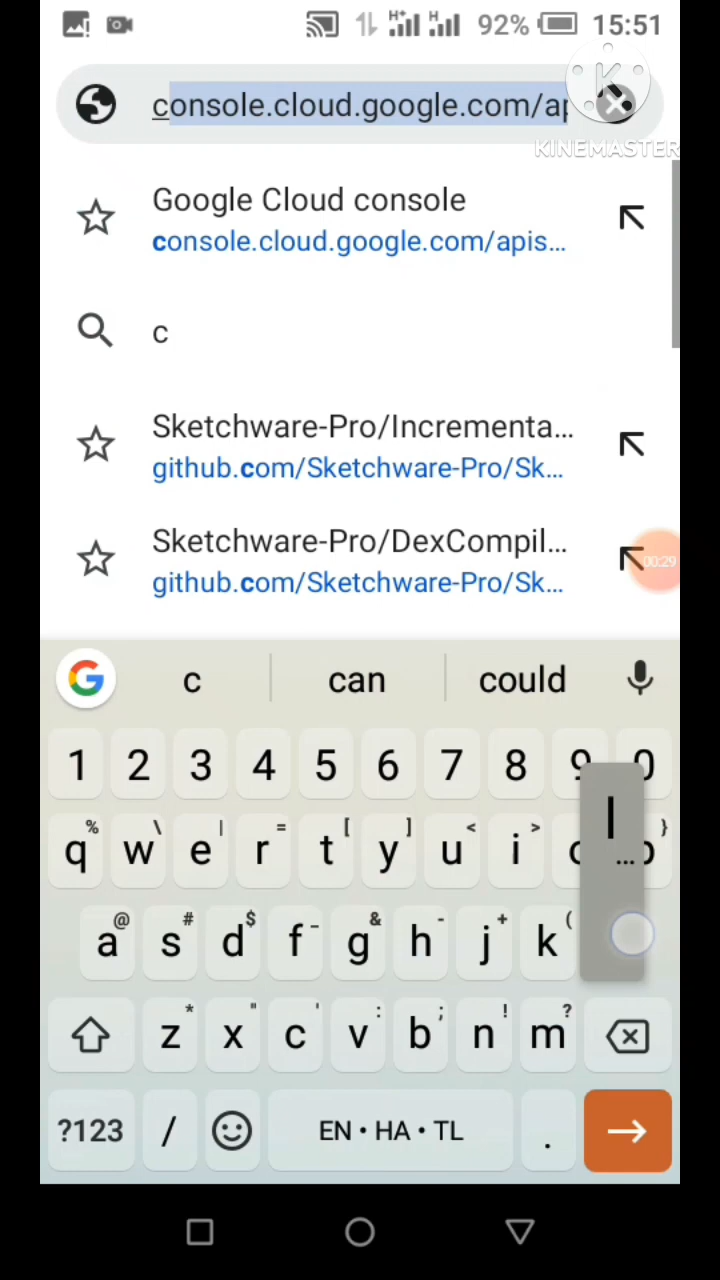 H+ H 92% 15:51
console.cloud.google.com/ap
K
KINEMASTER
Google Cloud console
console.cloud.google.com/apis...
c
Sketchware-Pro/Incrementa...
github.com/Sketchware-Pro/Sk...
Sketchware-Pro/DexCompil...
github.com/Sketchware-Pro/Sk...
00:29
G c can could
1 2 3 4 5 6 7 8 9 0
% \ | = [ ] < > }
q w e r t y u i o p
l ...
@ # $ - & - + (
a s d f g h j k
* " ' : ; ! ?
z x c v b n m
?123 / EN • HA • TL .